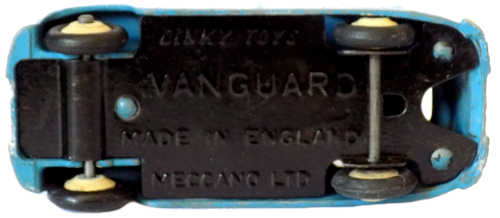 DINKY TOYS
VANGUARD
MADE IN ENGLAND
MECCANO LTD